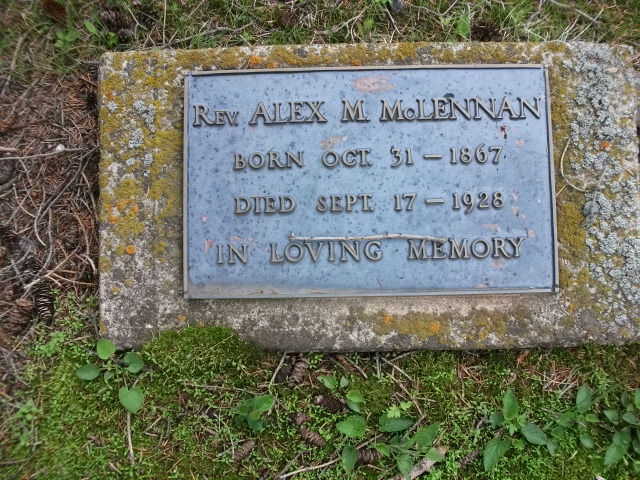 Rev. ALEX M. McLENNAN
BORN OCT. 31 – 1867
DIED SEPT. 17 – 1928
IN LOVING MEMORY